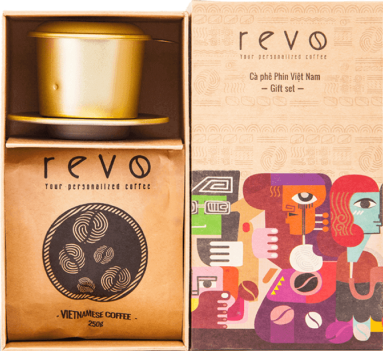 revo
Your personalized coffee
- VIETNAMESE COFFEE -
250g
revo
Your personalized coffee
Cà phê Phin Việt Nam
– Gift set –